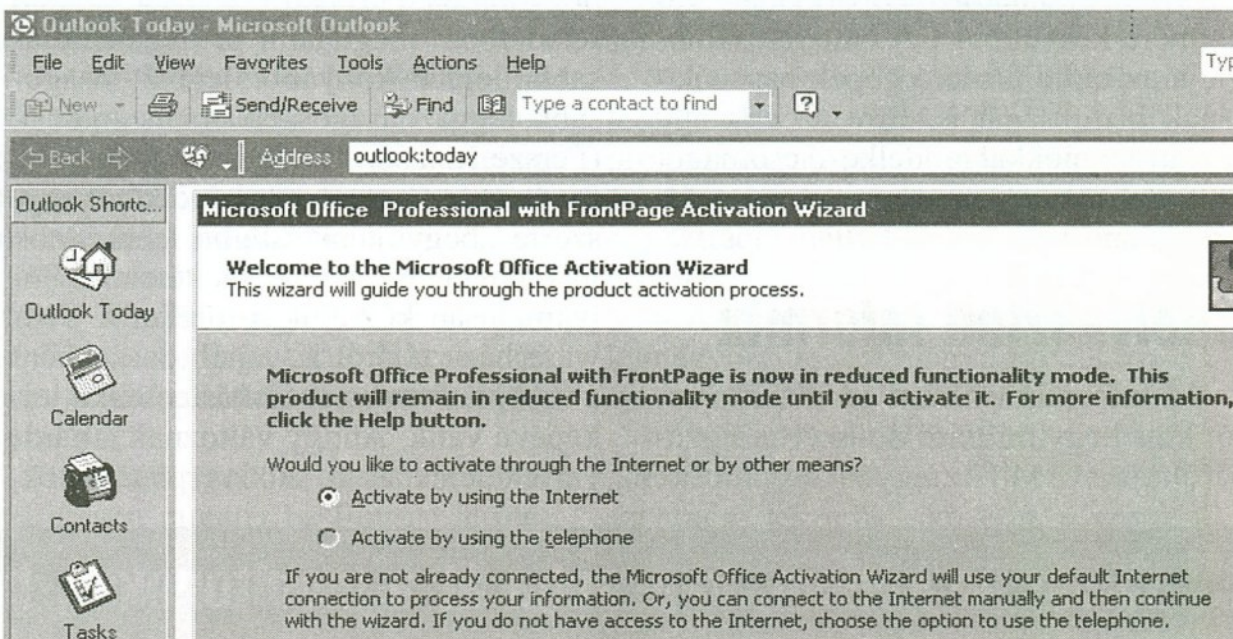 Outlook Today - Microsoft Outlook
File Edit View Favorites Tools Actions Help
New Send/Receive Find Type a contact to find
Back Address outlook:today
Outlook Shortc...
Microsoft Office Professional with FrontPage Activation Wizard
Welcome to the Microsoft Office Activation Wizard
This wizard will guide you through the product activation process.
Outlook Today
Microsoft Office Professional with FrontPage is now in reduced functionality mode. This
product will remain in reduced functionality mode until you activate it. For more information,
click the Help button.
Calendar
Would you like to activate through the Internet or by other means?
Activate by using the Internet
Contacts
Activate by using the telephone
If you are not already connected, the Microsoft Office Activation Wizard will use your default Internet
connection to process your information. Or, you can connect to the Internet manually and then continue
with the wizard. If you do not have access to the Internet, choose the option to use the telephone.
Tasks